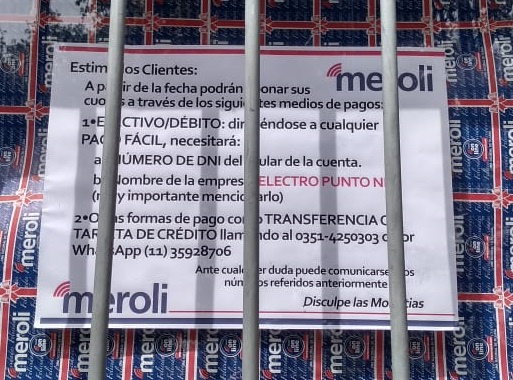 meroli
Estimados Clientes:
A partir de la fecha podrán abonar sus
cuotas a través de los siguientes medios de pagos:
1•EFECTIVO/DÉBITO: dirigiéndose a cualquier
PAGO FÁCIL, necesitará:
a. NÚMERO DE DNI del titular de la cuenta.
b. Nombre de la empresa ELECTRO PUNTO
(muy importante mencionarlo)
2•Otras formas de pago como TRANSFERENCIA O
TARJETA DE CRÉDITO llamando al 0351-4250303 o por
WhatsApp (11) 35928706
Ante cualquier duda puede comunicarse los
números referidos anteriormente
Disculpe las Molestias
meroli